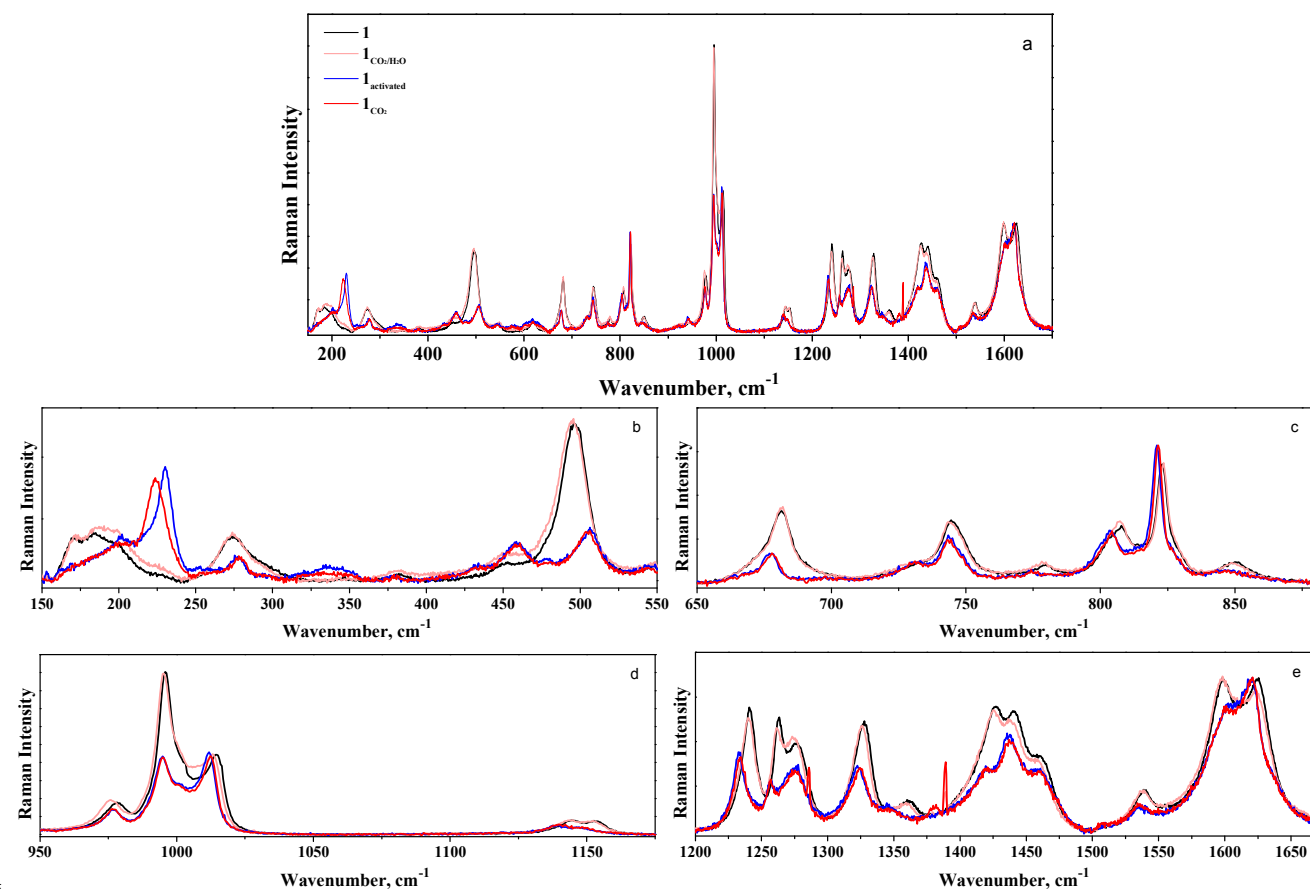 a
1
1CO₂/H₂O
1activated
1CO₂
Raman Intensity
200 400 600 800 1000 1200 1400 1600
Wavenumber, cm-1
b
Raman Intensity
150 200 250 300 350 400 450 500 550
Wavenumber, cm-1
c
Raman Intensity
650 700 750 800 850
Wavenumber, cm-1
d
Raman Intensity
950 1000 1050 1100 1150
Wavenumber, cm-1
e
Raman Intensity
1200 1250 1300 1350 1400 1450 1500 1550 1600 1650
Wavenumber, cm-1